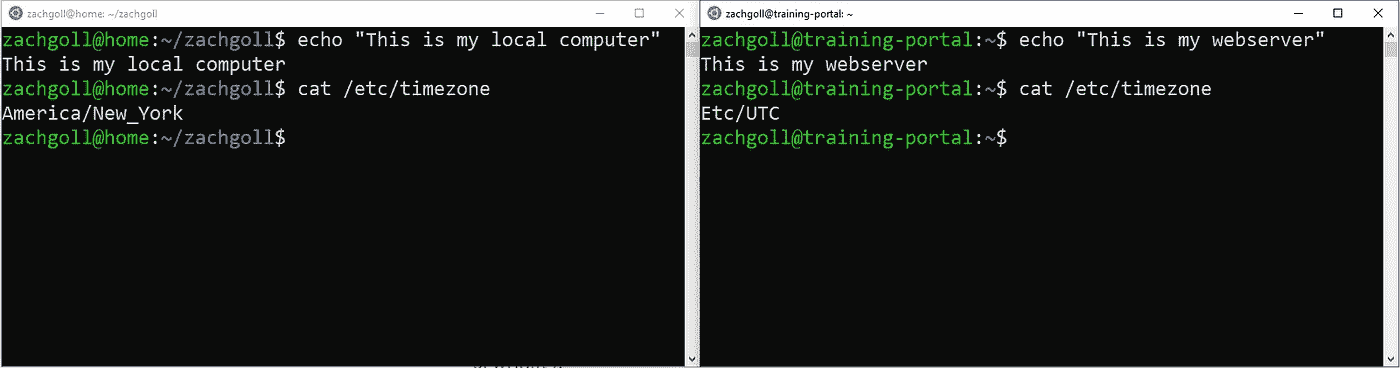 zachgoll@home: ~/zachgoll
zachgoll@home:~/zachgoll$ echo "This is my local computer"
This is my local computer
zachgoll@home:~/zachgoll$ cat /etc/timezone
America/New_York
zachgoll@home:~/zachgoll$
zachgoll@training-portal: ~
zachgoll@training-portal:~$ echo "This is my webserver"
This is my webserver
zachgoll@training-portal:~$ cat /etc/timezone
Etc/UTC
zachgoll@training-portal:~$